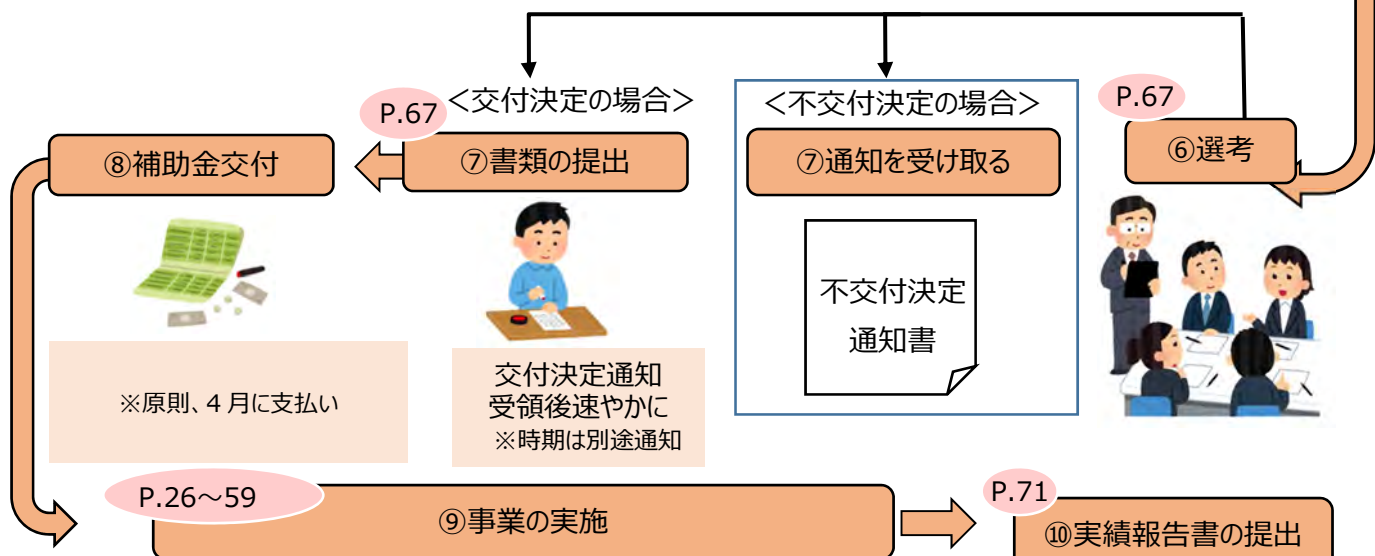 P.67
⑥選考
＜交付決定の場合＞
P.67
⑦書類の提出
交付決定通知
受領後速やかに
※時期は別途通知
＜不交付決定の場合＞
⑦通知を受け取る
不交付決定
通知書
⑧補助金交付
※原則、4月に支払い
P.26～59
⑨事業の実施
P.71
⑩実績報告書の提出